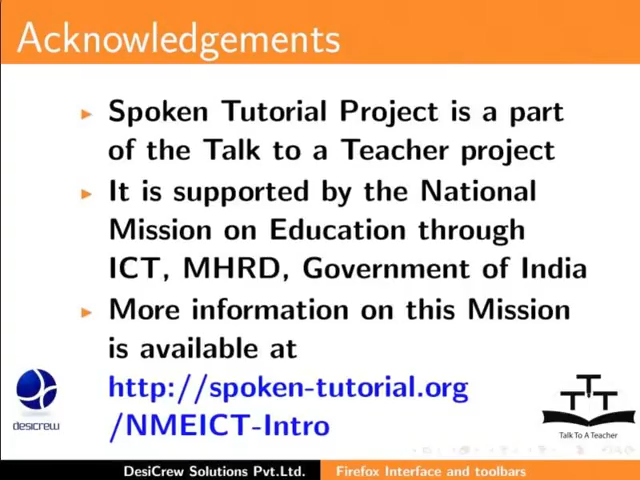 Acknowledgements
Spoken Tutorial Project is a part
of the Talk to a Teacher project
It is supported by the National
Mission on Education through
ICT, MHRD, Government of India
More information on this Mission
is available at
http://spoken-tutorial.org
/NMEICT-Intro
desicrew
TTT
Talk To A Teacher
DesiCrew Solutions Pvt.Ltd.
Firefox Interface and toolbars